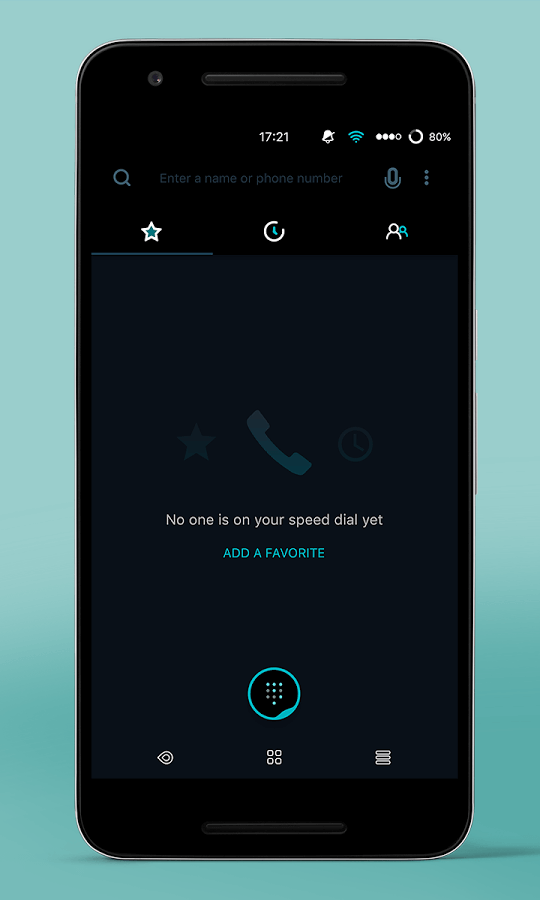 17:21
80%
Enter a name or phone number
No one is on your speed dial yet
ADD A FAVORITE